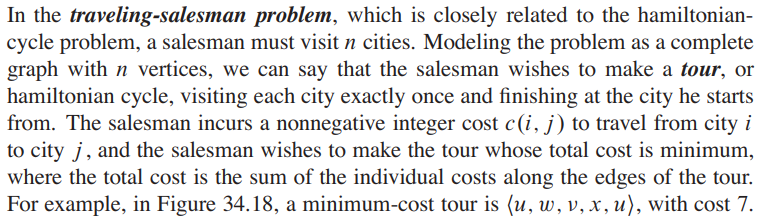 In the traveling-salesman problem, which is closely related to the hamiltonian-
cycle problem, a salesman must visit n cities. Modeling the problem as a complete
graph with n vertices, we can say that the salesman wishes to make a tour, or
hamiltonian cycle, visiting each city exactly once and finishing at the city he starts
from. The salesman incurs a nonnegative integer cost c(i, j) to travel from city i
to city j, and the salesman wishes to make the tour whose total cost is minimum,
where the total cost is the sum of the individual costs along the edges of the tour.
For example, in Figure 34.18, a minimum-cost tour is ⟨u, w, v, x, u⟩, with cost 7.